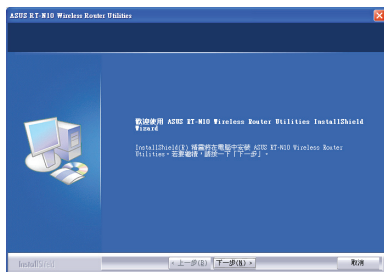 ASUS RT-N10 Wireless Router Utilities
歡迎使用 ASUS RT-N10 Wireless Router Utilities InstallShield
Wizard
InstallShield(R) 精靈將在電腦中安裝 ASUS RT-N10 Wireless Router
Utilities。若要繼續，請按一下「下一步」。
InstallShield
< 上一步(B) 下一步(N) > 取消